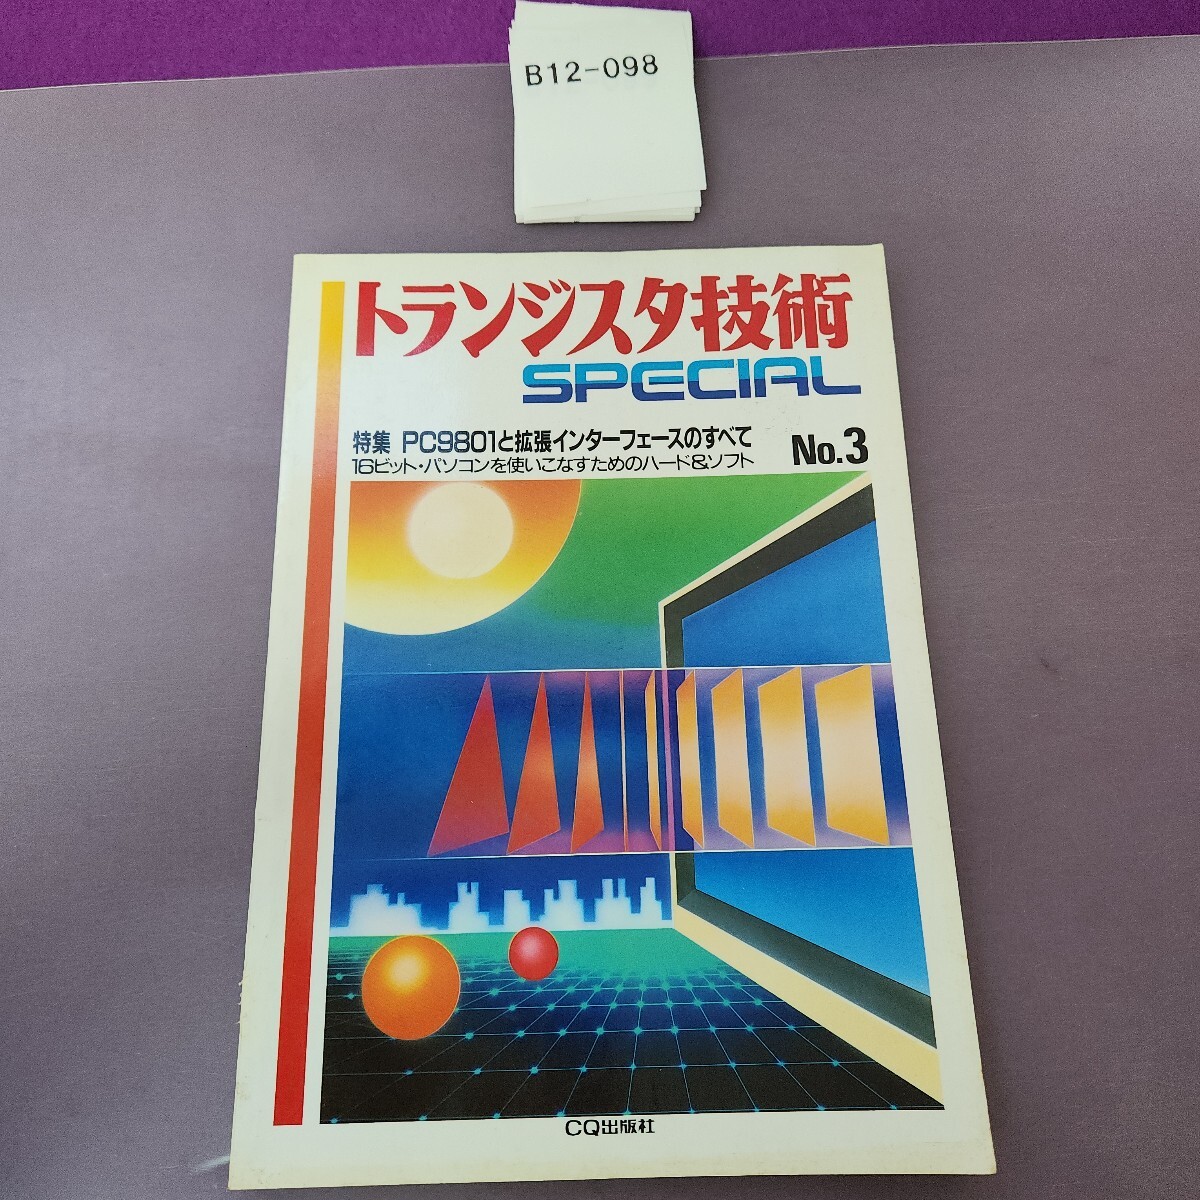 B12-098
トランジスタ技術
SPECIAL
特集 PC9801と拡張インターフェースのすべて
16ビット・パソコンを使いこなすためのハード&ソフト
No.3
CQ出版社